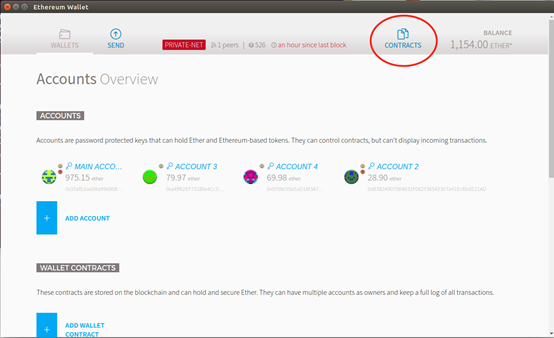 Ethereum Wallet
WALLETS
SEND
PRIVATE-NET
1 peers | 526
an hour since last block
CONTRACTS
BALANCE
1,154.00 ETHER*
Accounts Overview
ACCOUNTS
Accounts are password protected keys that can hold Ether and Ethereum-based tokens. They can control contracts, but can't display incoming transactions.
MAIN ACCO...
975.15 ether
ACCOUNT 3
79.97 ether
ACCOUNT 4
69.98 ether
ACCOUNT 2
28.90 ether
+ ADD ACCOUNT
WALLET CONTRACTS
These contracts are stored on the blockchain and can hold and secure Ether. They can have multiple accounts as owners and keep a full log of all transactions.
+ ADD WALLET
CONTRACT